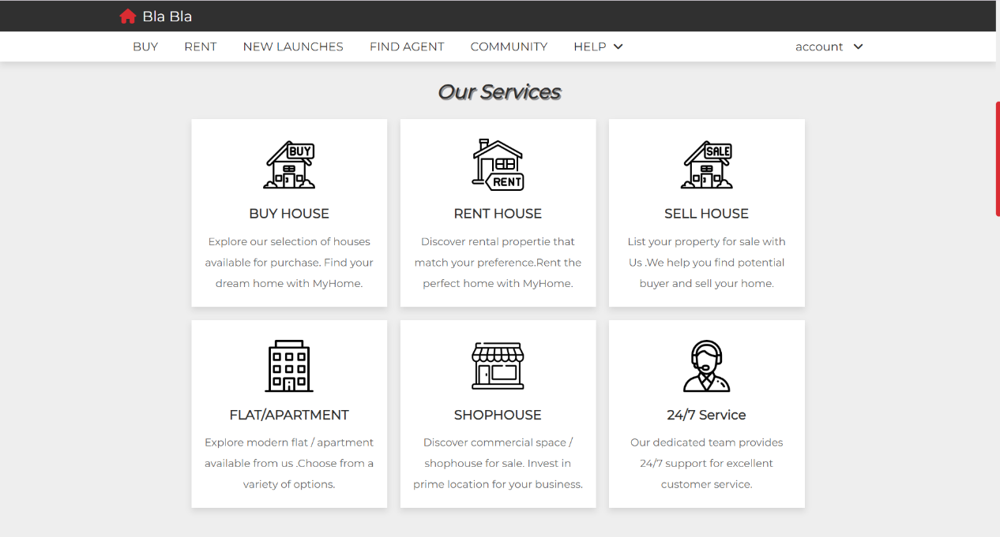 Bla Bla
BUY RENT NEW LAUNCHES FIND AGENT COMMUNITY HELP account
Our Services
BUY
BUY HOUSE
Explore our selection of houses
available for purchase. Find your
dream home with MyHome.
RENT
RENT HOUSE
Discover rental propertie that
match your preference.Rent the
perfect home with MyHome.
SALE
SELL HOUSE
List your property for sale with
Us .We help you find potential
buyer and sell your home.
FLAT/APARTMENT
Explore modern flat / apartment
available from us .Choose from a
variety of options.
SHOPHOUSE
Discover commercial space /
shophouse for sale. Invest in
prime location for your business.
24/7 Service
Our dedicated team provides
24/7 support for excellent
customer service.